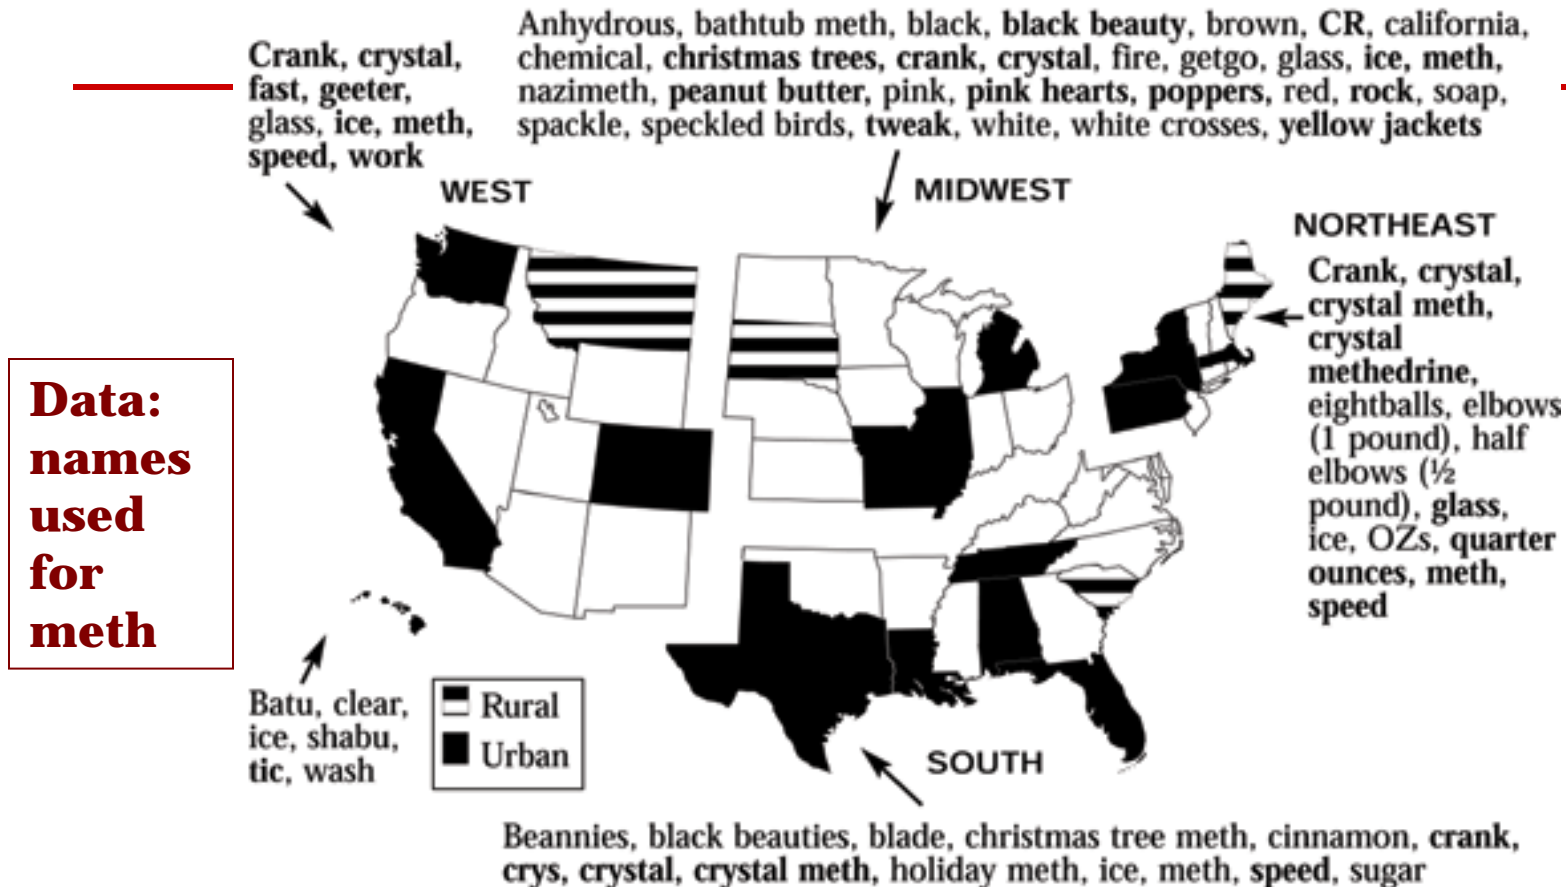 Anhydrous, bathtub meth, black, black beauty, brown, CR, california,
chemical, christmas trees, crank, crystal, fire, getgo, glass, ice, meth,
nazimeth, peanut butter, pink, pink hearts, poppers, red, rock, soap,
spackle, speckled birds, tweak, white, white crosses, yellow jackets
Crank, crystal,
fast, geeter,
glass, ice, meth,
speed, work
WEST
MIDWEST
NORTHEAST
Crank, crystal,
crystal meth,
crystal
methedrine,
eightballs, elbows
(1 pound), half
elbows (½
pound), glass,
ice, OZs, quarter
ounces, meth,
speed
Data:
names
used
for
meth
Batu, clear,
ice, shabu,
tic, wash
Rural
Urban
SOUTH
Beannies, black beauties, blade, christmas tree meth, cinnamon, crank,
crys, crystal, crystal meth, holiday meth, ice, meth, speed, sugar